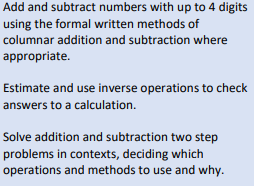 Add and subtract numbers with up to 4 digits
using the formal written methods of
columnar addition and subtraction where
appropriate.
Estimate and use inverse operations to check
answers to a calculation.
Solve addition and subtraction two step
problems in contexts, deciding which
operations and methods to use and why.